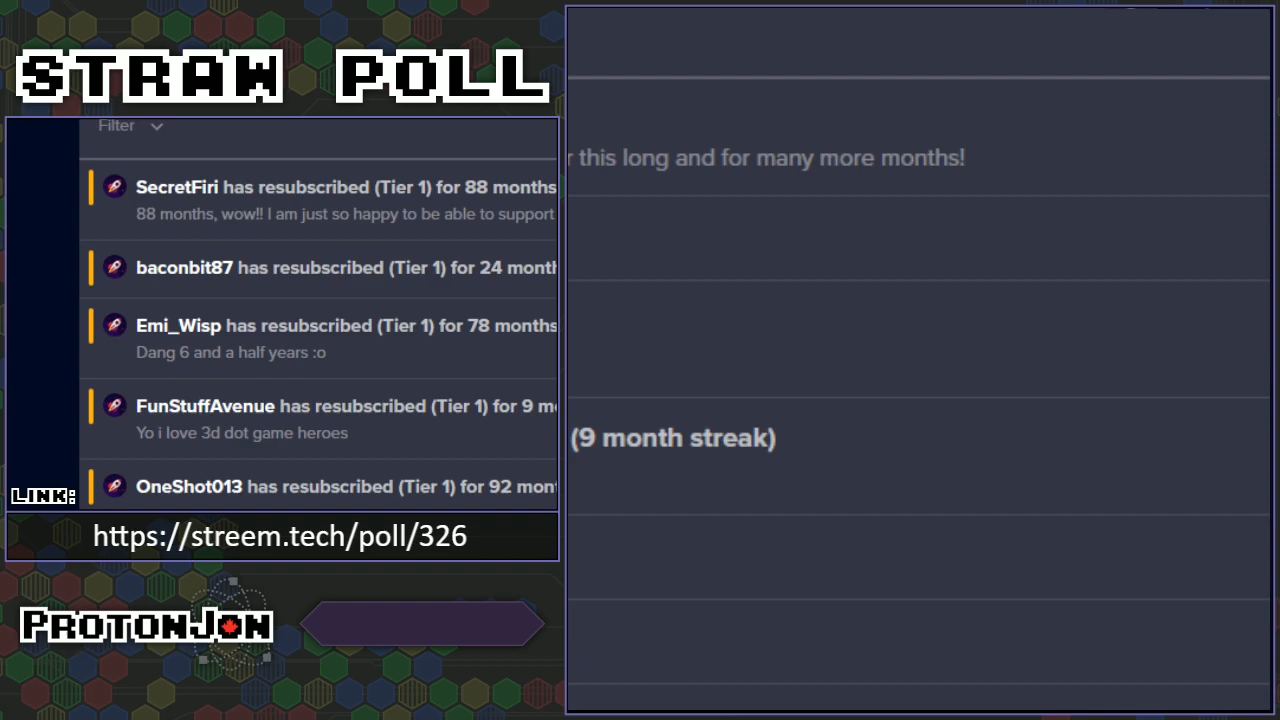 STRAW POLL
Filter
SecretFiri has resubscribed (Tier 1) for 88 months
88 months, wow!! I am just so happy to be able to support
baconbit87 has resubscribed (Tier 1) for 24 month
Emi_Wisp has resubscribed (Tier 1) for 78 months
Dang 6 and a half years :o
FunStuffAvenue has resubscribed (Tier 1) for 9 mo
Yo i love 3d dot game heroes
OneShot013 has resubscribed (Tier 1) for 92 mon
LINK:
https://streem.tech/poll/326
PROTONJON
r this long and for many more months!
(9 month streak)